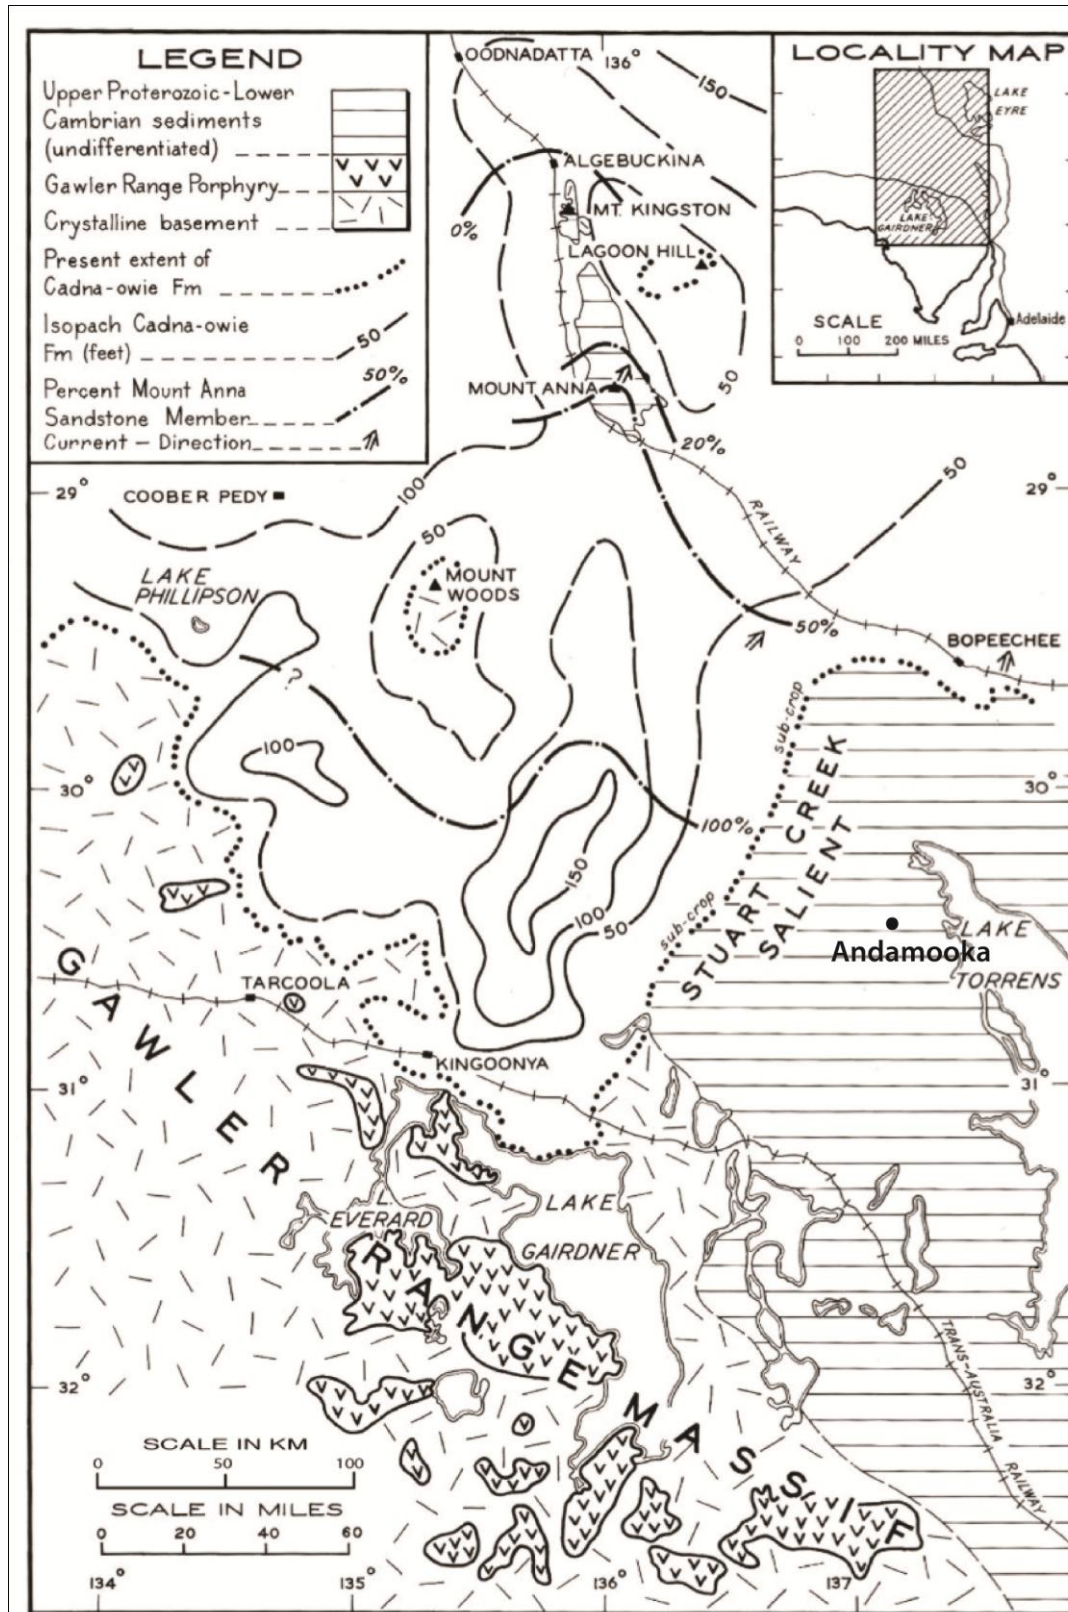 LEGEND
Upper Proterozoic-Lower
Cambrian sediments
(undifferentiated)
Gawler Range Porphyry
Crystalline basement
Present extent of
Cadna-owie Fm
Isopach Cadna-owie
Fm (feet)
50
Percent Mount Anna
50%
Sandstone Member
Current - Direction
LOCALITY MAP
LAKE
EYRE
LAKE
GAIRDNER
Adelaide
SCALE
0 100 200 MILES
OODNADATTA
136°
150
ALGEBUCKINA
0%
MT. KINGSTON
LAGOON HILL
MOUNT ANNA
50
20%
29°
COOBER PEDY
100
50
29°
RAILWAY
50
LAKE
PHILLIPSON
MOUNT
WOODS
50%
BOPEECHEE
?
sub-crop
100
30°
30°
100%
STUART CREEK
SALIENT
150
100
50
sub-crop
Andamooka
LAKE
TORRENS
TARCOOLA
KINGOONYA
31°
31°
GAWLER
RANGE
MASSIF
L.
EVERARD
LAKE
GAIRDNER
TRANS-AUSTRALIA
RAILWAY
32°
32°
SCALE IN KM
0 50 100
SCALE IN MILES
0 20 40 60
134° 135° 136° 137°